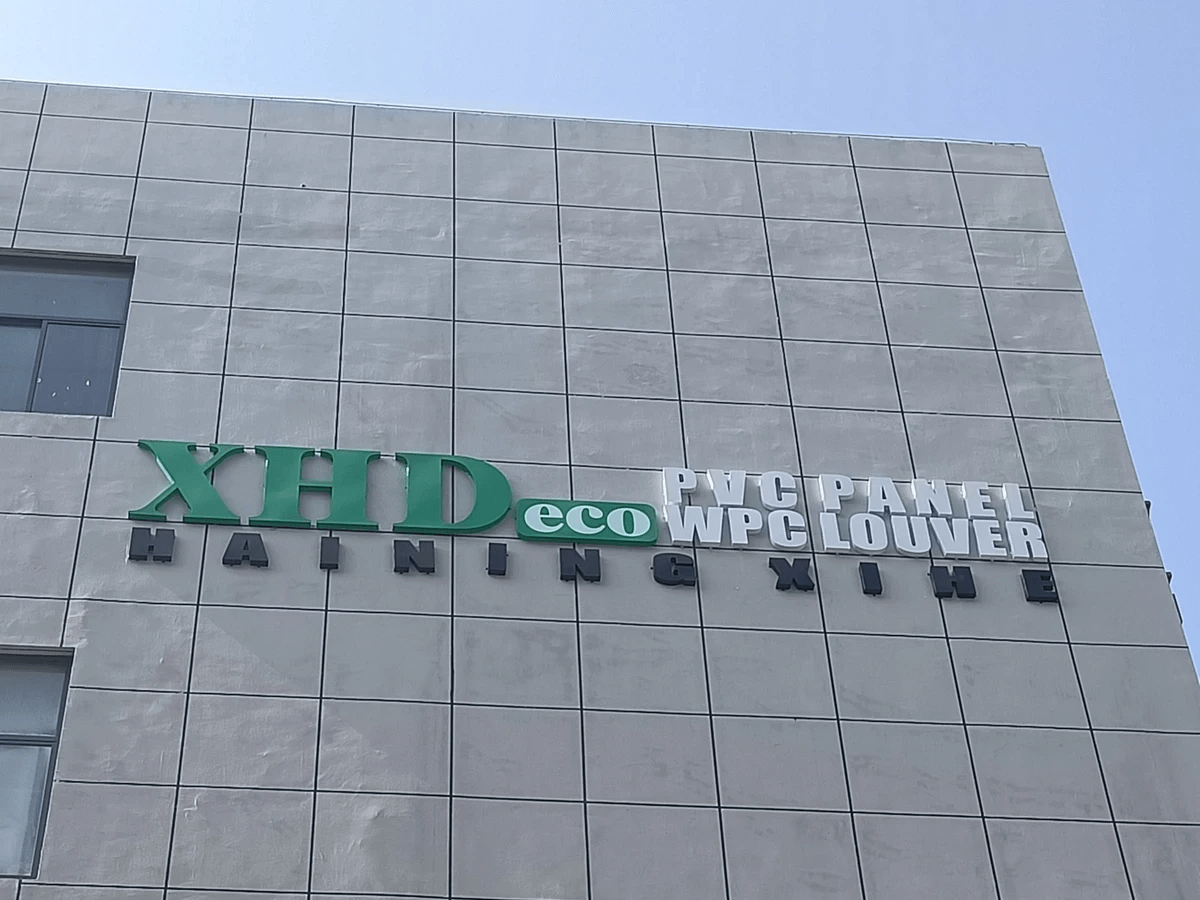 XHD eco
PVC PANEL
WPC LOUVER
HAINING XIHE